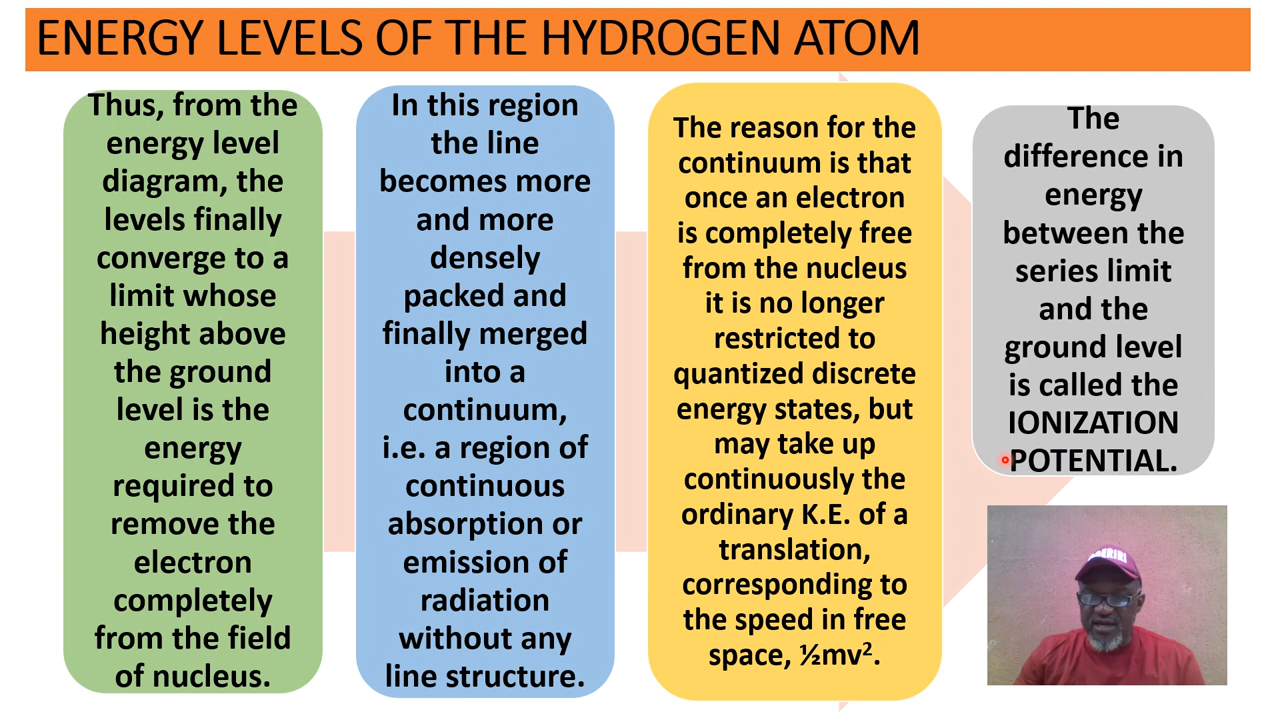 ENERGY LEVELS OF THE HYDROGEN ATOM
Thus, from the
energy level
diagram, the
levels finally
converge to a
limit whose
height above
the ground
level is the
energy
required to
remove the
electron
completely
from the field
of nucleus.
In this region
the line
becomes more
and more
densely
packed and
finally merged
into a
continuum,
i.e. a region of
continuous
absorption or
emission of
radiation
without any
line structure.
The reason for the
continuum is that
once an electron
is completely free
from the nucleus
it is no longer
restricted to
quantized discrete
energy states, but
may take up
continuously the
ordinary K.E. of a
translation,
corresponding to
the speed in free
space, ½mv².
The
difference in
energy
between the
series limit
and the
ground level
is called the
IONIZATION
POTENTIAL.